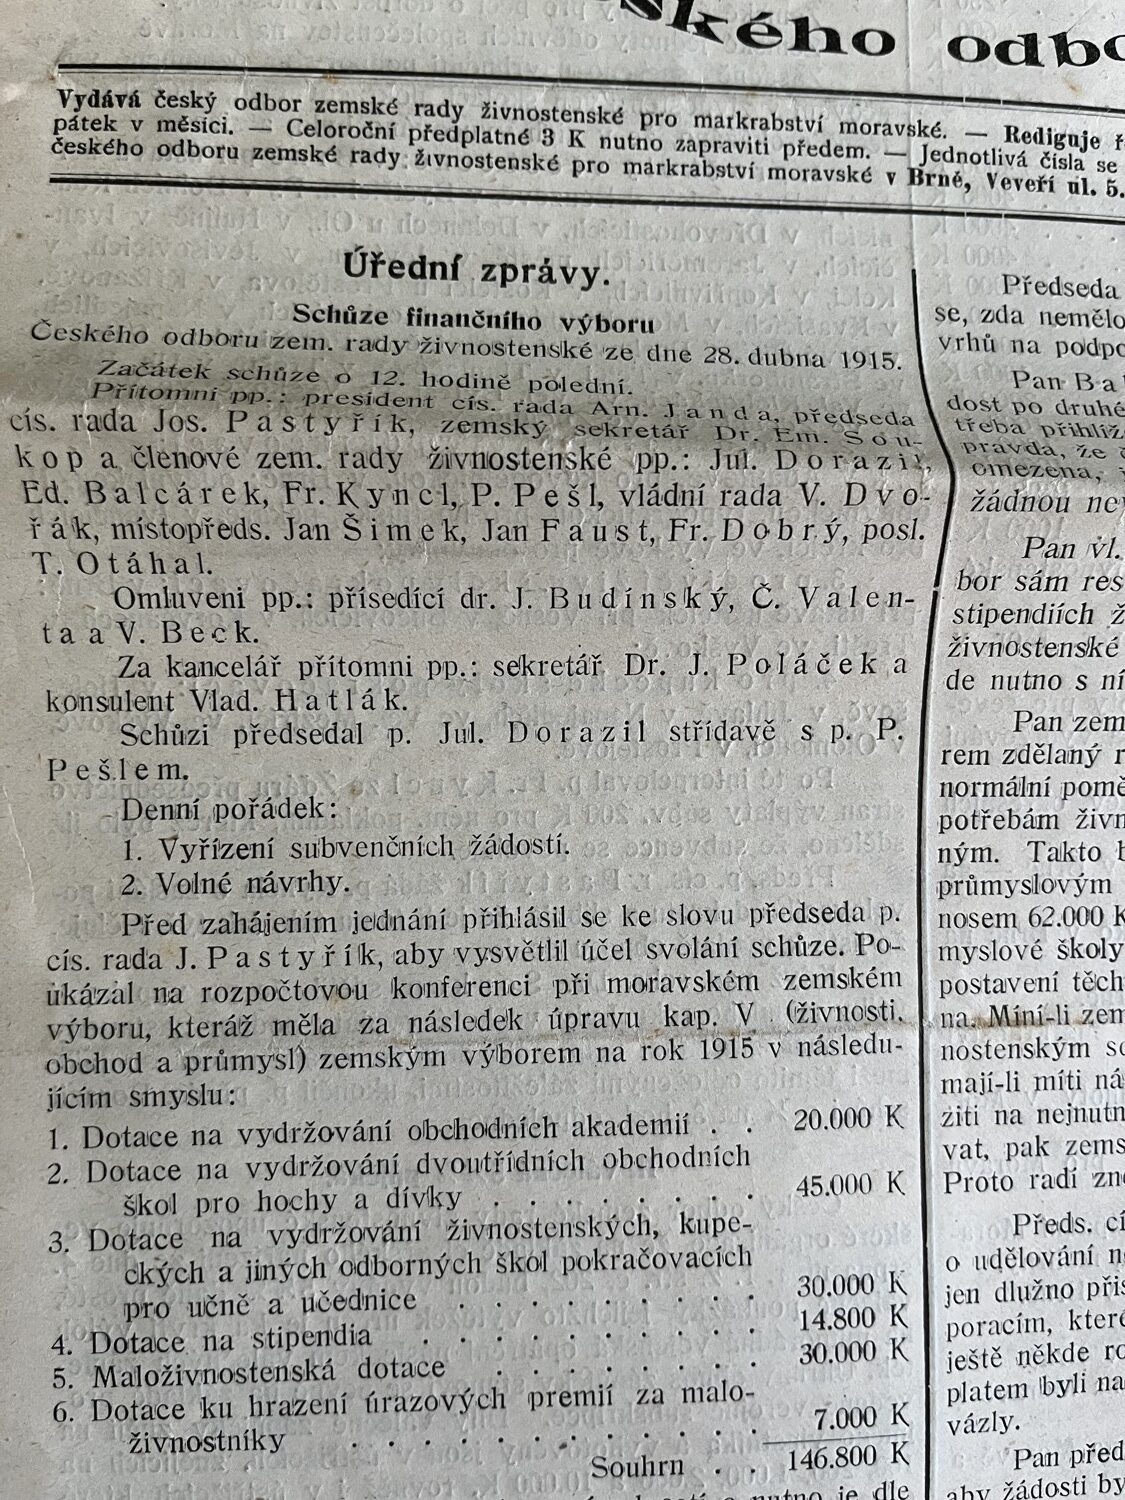 ského odbo
Vydává český odbor zemské rady živnostenské pro markrabství moravské. — Rediguje
pátek v měsíci. — Celoroční předplatné 3 K nutno zapraviti předem. — Jednotlivá čísla se
českého odboru zemské rady živnostenské pro markrabství moravské v Brně, Veveří ul. 5.
Úřední zprávy.
Schůze finančního výboru
Českého odboru zem. rady živnostenské ze dne 28. dubna 1915.
Začátek schůze o 12. hodině polední.
Přítomni pp.: president cís. rada Arn. Janda, předseda
cís. rada Jos. Pastyřík, zemský sekretář Dr. Em. Sou-
kop a členové zem. rady živnostenské pp.: Jul. Dorazil,
Ed. Balcárek, Fr. Kyncl, P. Pešl, vládní rada V. Dvo-
řák, místopředs. Jan Šimek, Jan Faust, Fr. Dobrý, posl.
T. Otáhal.
Omluveni pp.: přísedící dr. J. Budínský, Č. Valen-
ta a V. Beck.
Za kancelář přítomni pp.: sekretář Dr. J. Poláček a
konsulent Vlad. Hatlák.
Schůzi předsedal p. Jul. Dorazil střídavě s p. P.
Pešlem.
Denní pořádek:
1. Vyřízení subvenčních žádostí.
2. Volné návrhy.
Před zahájením jednání přihlásil se ke slovu předseda p.
cís. rada J. Pastyřík, aby vysvětlil účel svolání schůze. Po-
ukázal na rozpočtovou konferenci při moravském zemském
výboru, kteráž měla za následek úpravu kap. V (živnosti,
obchod a průmysl) zemským výborem na rok 1915 v následu-
jícím smyslu:
1. Dotace na vydržování obchodních akademií . . 20.000 K
2. Dotace na vydržování dvoutřídních obchodních
škol pro hochy a dívky . . . . . . . . 45.000 K
3. Dotace na vydržování živnostenských, kupe-
ckých a jiných odborných škol pokračovacích
pro učně a učednice . . . . . . . . . 30.000 K
4. Dotace na stipendia . . . . . . . . . 14.800 K
5. Maloživnostenská dotace . . . . . . . . 30.000 K
6. Dotace ku hrazení úrazových premií za malo-
živnostníky . . . . . . . . . . . . 7.000 K
Souhrn . . 146.800 K
nutno je dle
Předseda
se, zda nemělo
vrhů na podpo
Pan Bal
dost po druhé
třeba přihlíž
pravda, že
omezena,
žádnou nev
Pan vl.
bor sám res
stipendiích ž
živnostenské
de nutno s ní
Pan zem
rem zdělaný r
normální pomě
potřebám živn
ným. Takto b
průmyslovým
nosem 62.000 K
myslové školy
postavení těch
na. Míní-li zem
nostenským sc
mají-li míti ná
žiti na nejnutn
vat, pak zems
Proto radí zno
Předs. cí
o udělování ne
jen dlužno přis
poracím, které
ještě někde ro
platem byli na
vázly.
Pan před
aby žádosti by